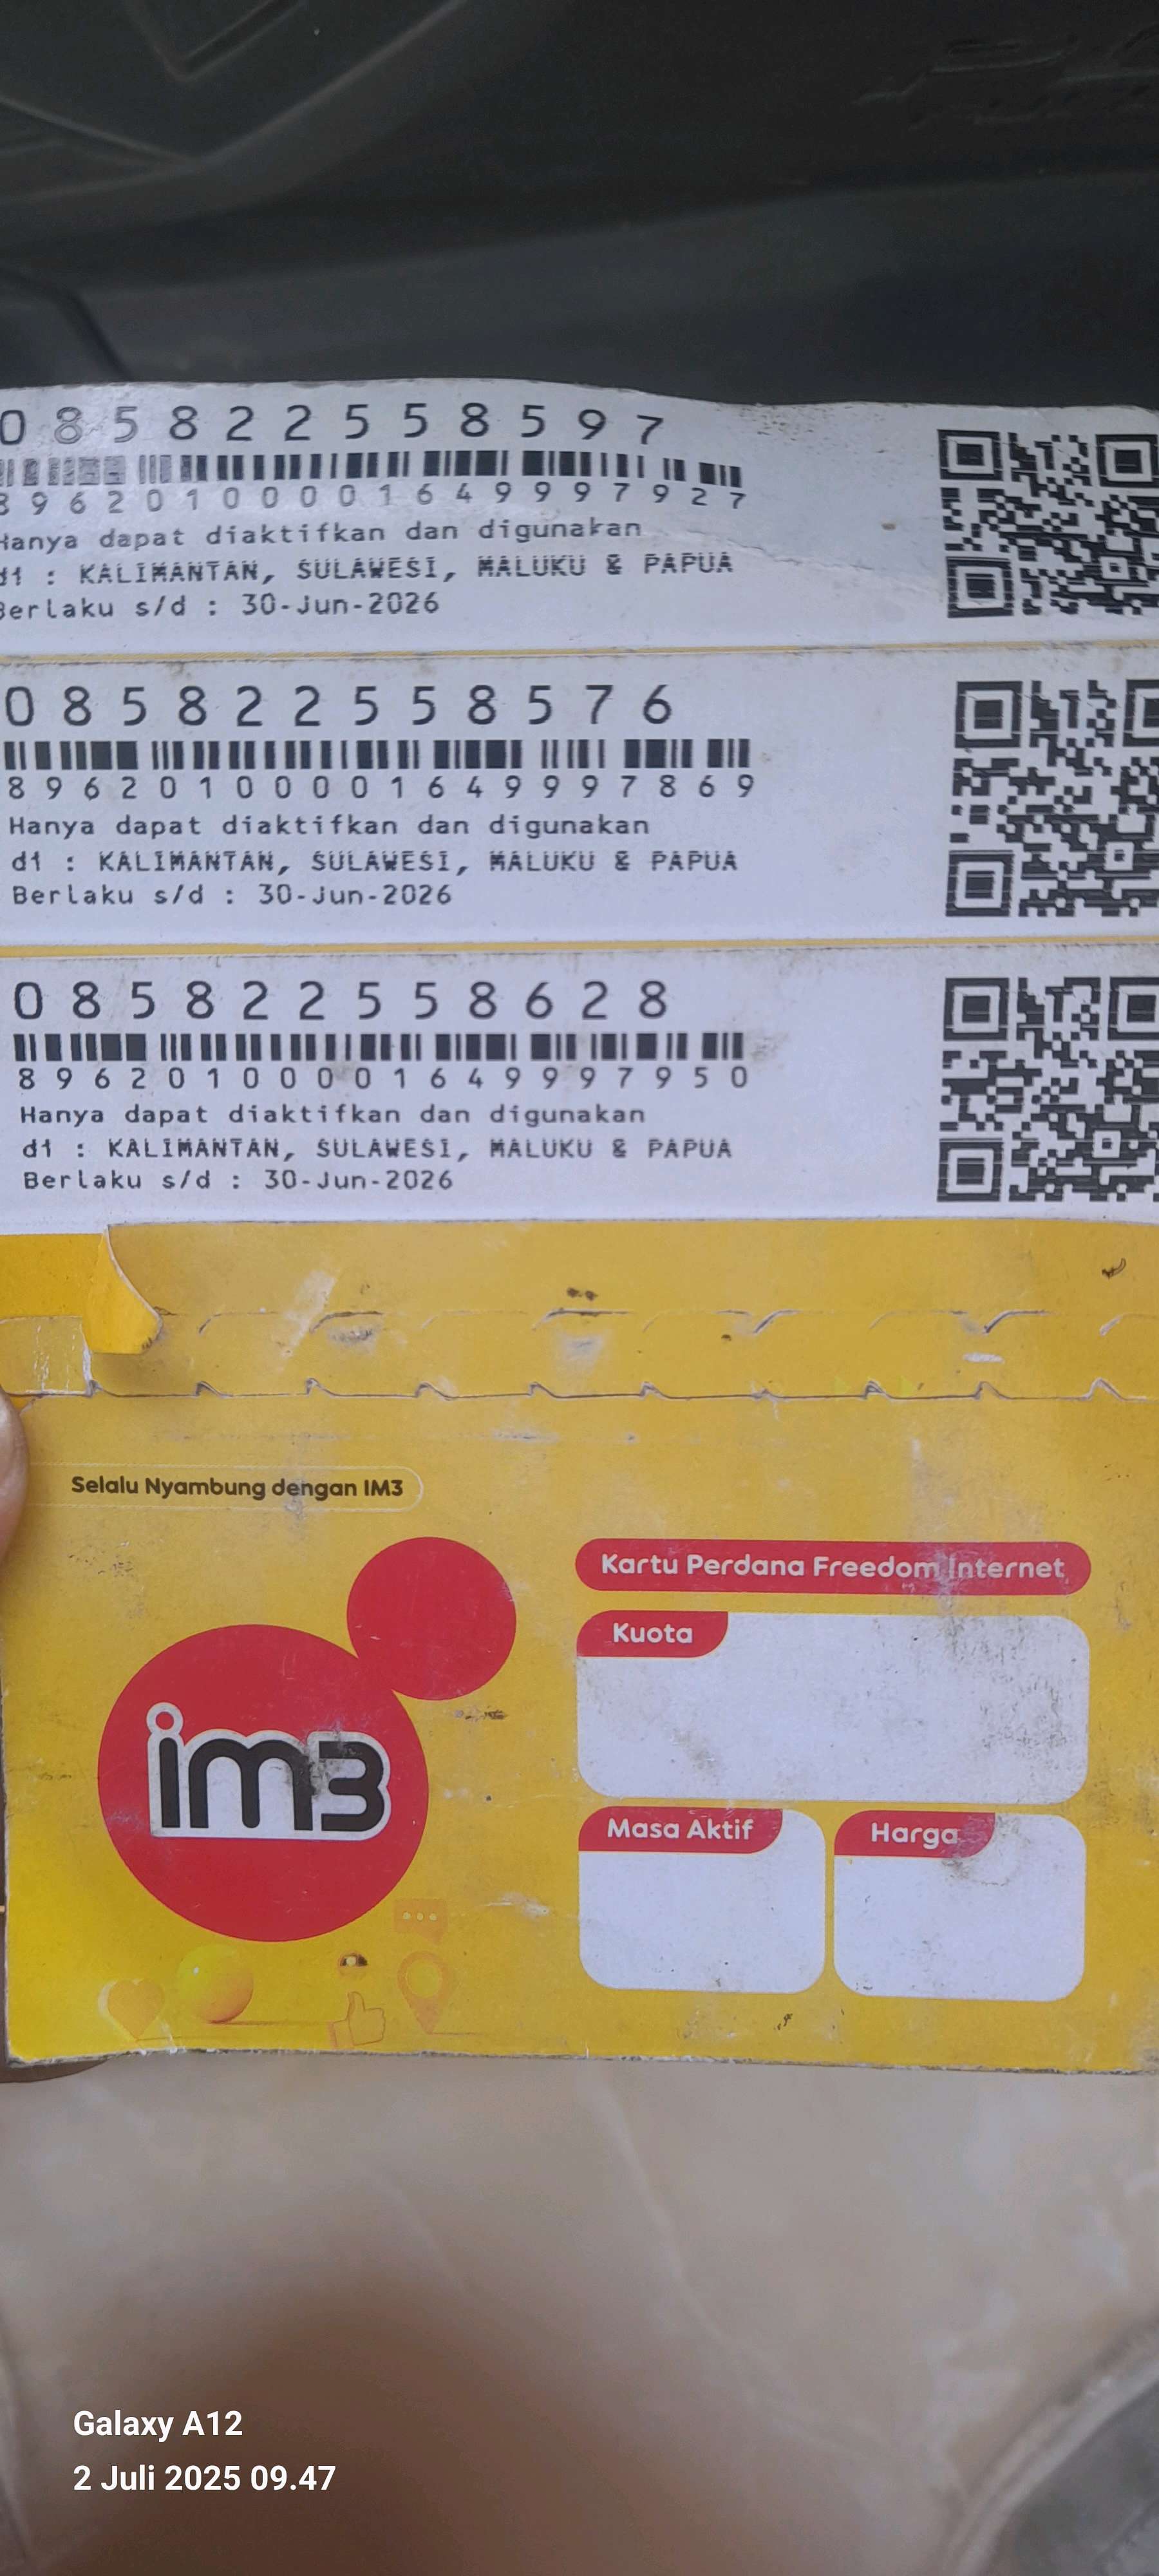 085822558597
89620100001649997927
Hanya dapat diaktifkan dan digunakan
di : KALIMANTAN, SULAWESI, MALUKU & PAPUA
Berlaku s/d : 30-Jun-2026
085822558576
89620100001649997869
Hanya dapat diaktifkan dan digunakan
di : KALIMANTAN, SULAWESI, MALUKU & PAPUA
Berlaku s/d : 30-Jun-2026
085822558628
89620100001649997950
Hanya dapat diaktifkan dan digunakan
di : KALIMANTAN, SULAWESI, MALUKU & PAPUA
Berlaku s/d : 30-Jun-2026
Selalu Nyambung dengan IM3
Kartu Perdana Freedom Internet
Kuota
im3
Masa Aktif
Harga
Galaxy A12
2 Juli 2025 09.47